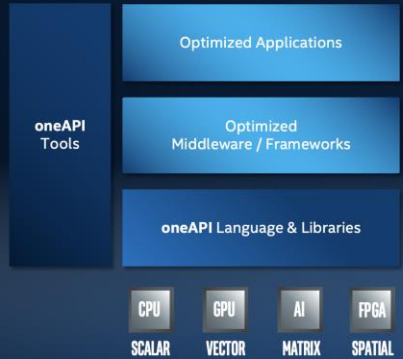 Optimized Applications
oneAPI
Tools
Optimized
Middleware / Frameworks
oneAPI Language & Libraries
CPU GPU AI FPGA
SCALAR VECTOR MATRIX SPATIAL